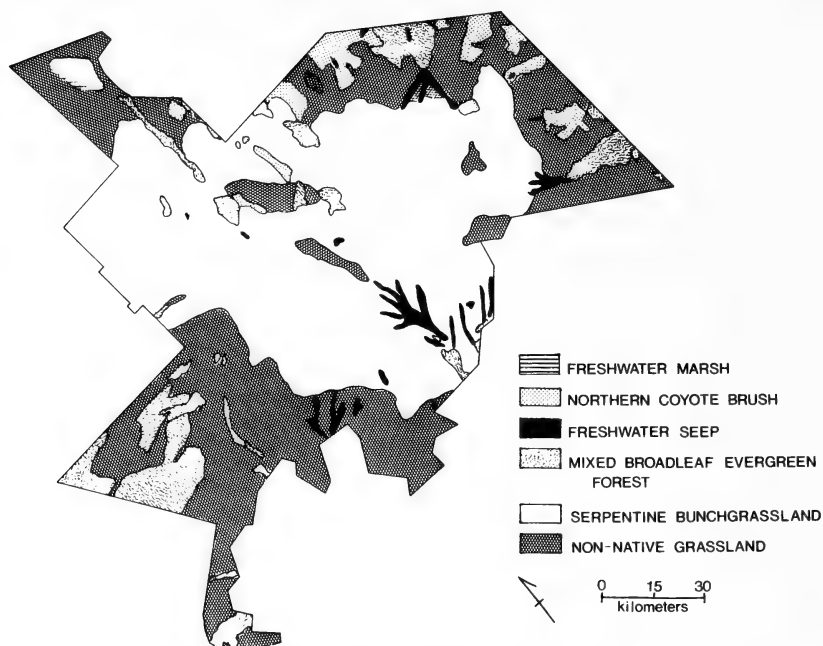 FRESHWATER MARSH
NORTHERN COYOTE BRUSH
FRESHWATER SEEP
MIXED BROADLEAF EVERGREEN
FOREST
SERPENTINE BUNCHGRASSLAND
NON-NATIVE GRASSLAND
0 15 30
kilometers